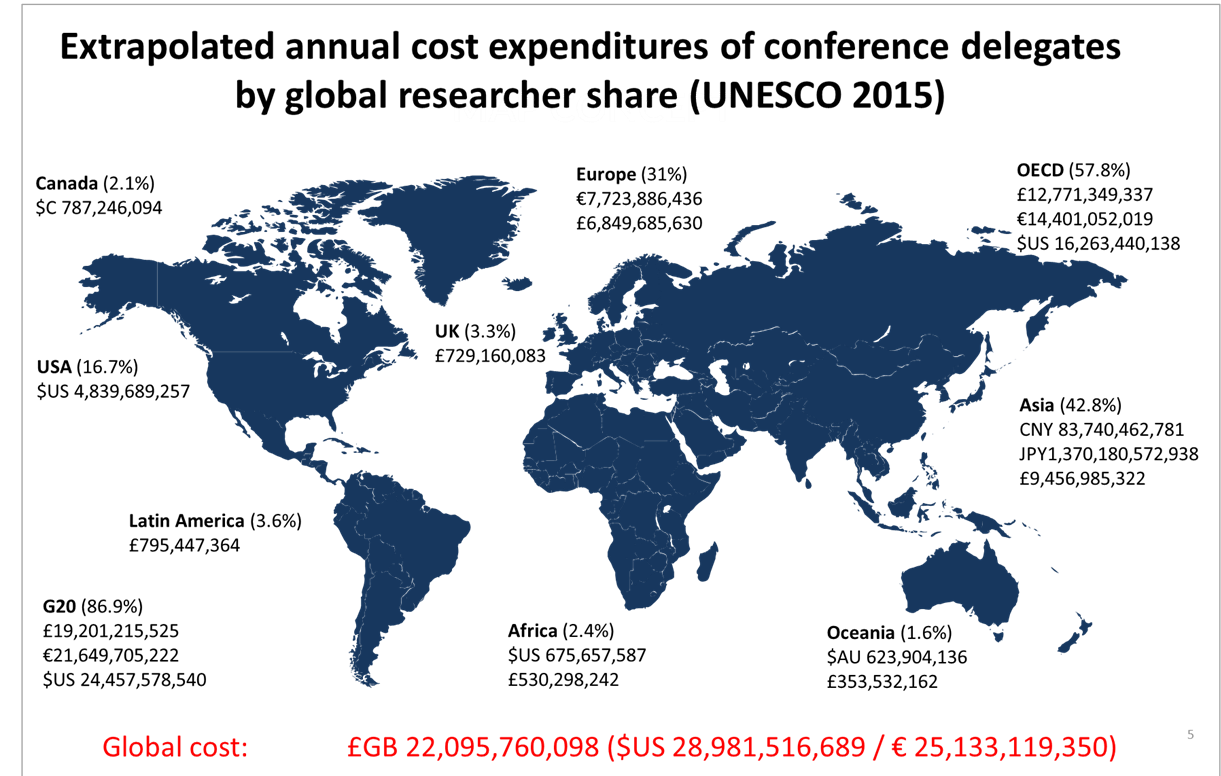 Extrapolated annual cost expenditures of conference delegates
by global researcher share (UNESCO 2015)
Canada (2.1%)
$C 787,246,094
Europe (31%)
€7,723,886,436
£6,849,685,630
OECD (57.8%)
£12,771,349,337
€14,401,052,019
$US 16,263,440,138
UK (3.3%)
£729,160,083
USA (16.7%)
$US 4,839,689,257
Asia (42.8%)
CNY 83,740,462,781
JPY1,370,180,572,938
£9,456,985,322
Latin America (3.6%)
£795,447,364
G20 (86.9%)
£19,201,215,525
€21,649,705,222
$US 24,457,578,540
Africa (2.4%)
$US 675,657,587
£530,298,242
Oceania (1.6%)
$AU 623,904,136
£353,532,162
5
Global cost: £GB 22,095,760,098 ($US 28,981,516,689 / € 25,133,119,350)